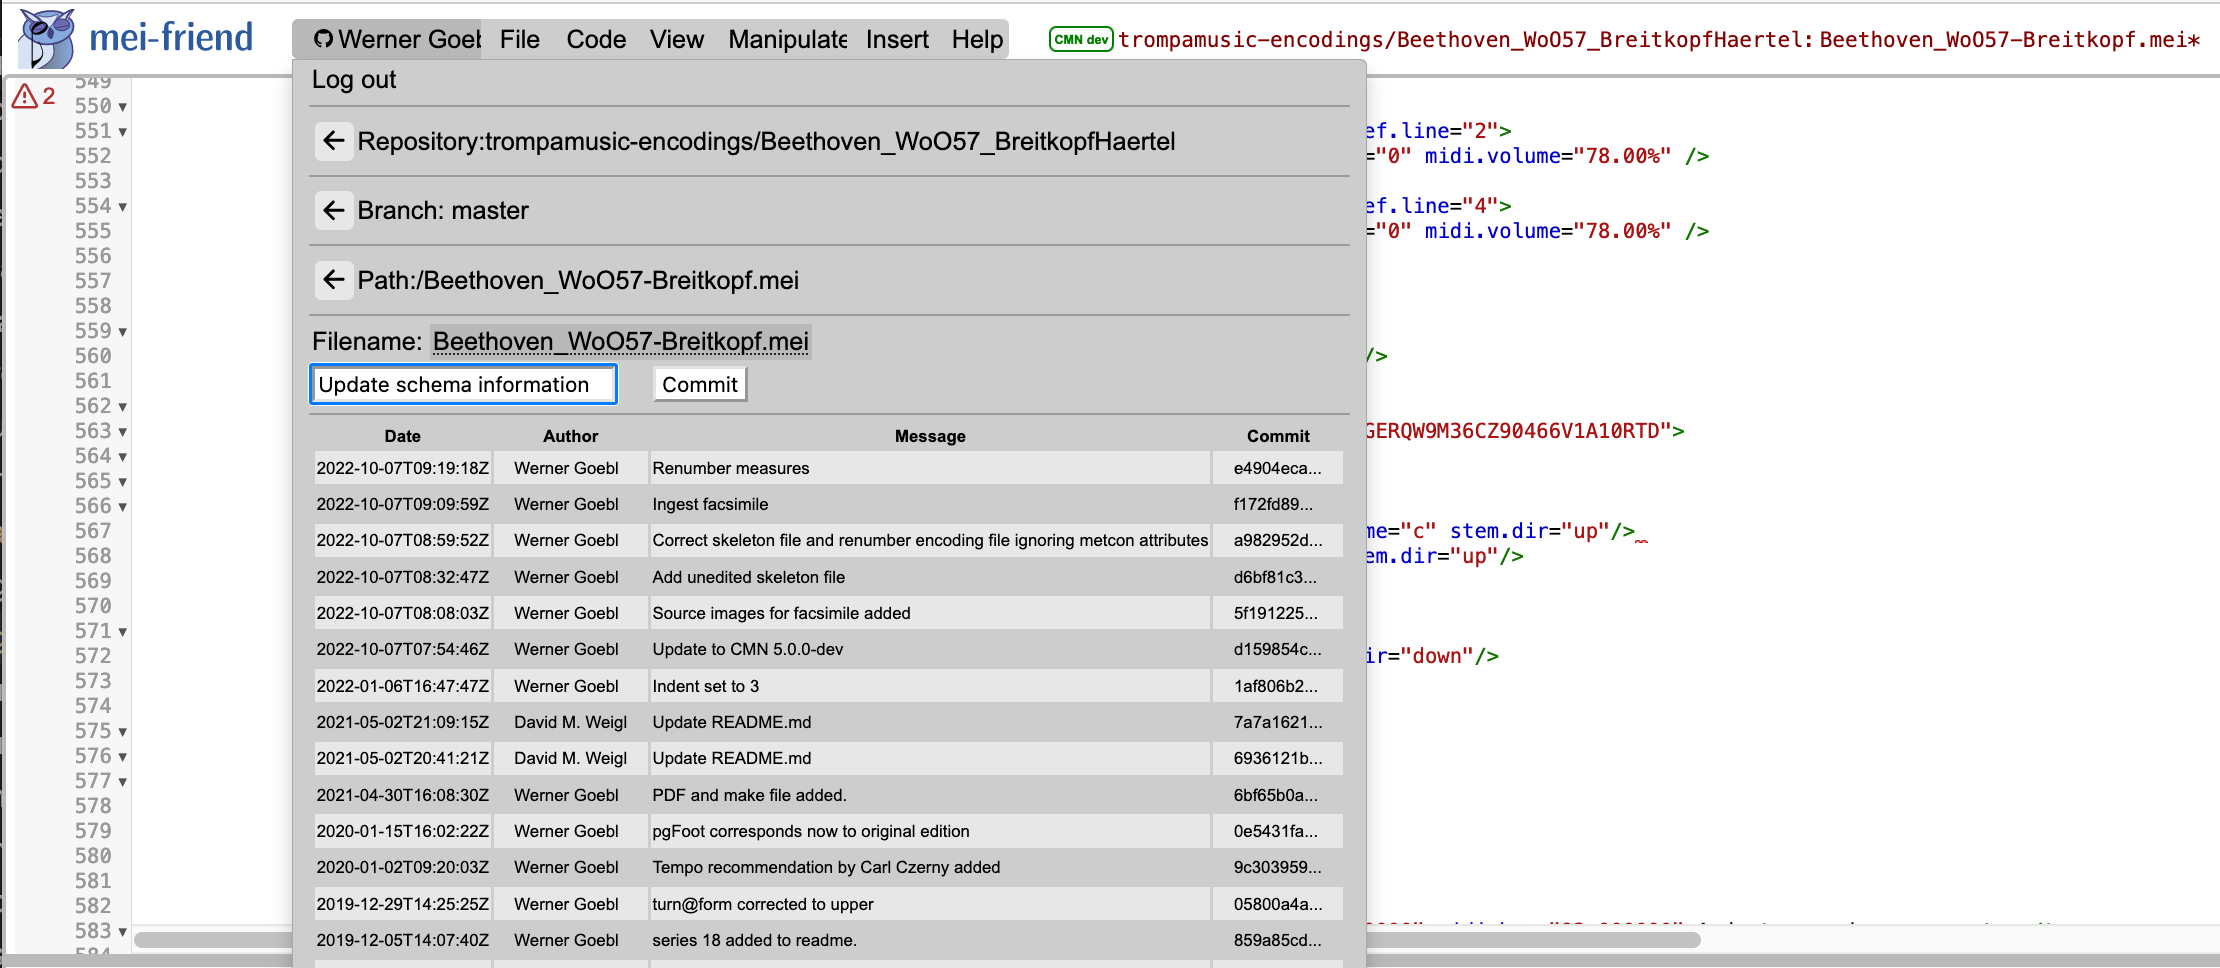 mei-friend
Werner Goeb File Code View Manipulate Insert Help
CMN dev trompamusic-encodings/Beethoven_WoO57_BreitkopfHaertel: Beethoven_WoO57-Breitkopf.mei*
Log out
← Repository:trompamusic-encodings/Beethoven_WoO57_BreitkopfHaertel
← Branch: master
← Path:/Beethoven_WoO57-Breitkopf.mei
Filename: Beethoven_WoO57-Breitkopf.mei
Update schema information Commit
Date Author Message Commit
2022-10-07T09:19:18Z Werner Goebl Renumber measures e4904eca...
2022-10-07T09:09:59Z Werner Goebl Ingest facsimile f172fd89...
2022-10-07T08:59:52Z Werner Goebl Correct skeleton file and renumber encoding file ignoring metcon attributes a982952d...
2022-10-07T08:32:47Z Werner Goebl Add unedited skeleton file d6bf81c3...
2022-10-07T08:08:03Z Werner Goebl Source images for facsimile added 5f191225...
2022-10-07T07:54:46Z Werner Goebl Update to CMN 5.0.0-dev d159854c...
2022-01-06T16:47:47Z Werner Goebl Indent set to 3 1af806b2...
2021-05-02T21:09:15Z David M. Weigl Update README.md 7a7a1621...
2021-05-02T20:41:21Z David M. Weigl Update README.md 6936121b...
2021-04-30T16:08:30Z Werner Goebl PDF and make file added. 6bf65b0a...
2020-01-15T16:02:22Z Werner Goebl pgFoot corresponds now to original edition 0e5431fa...
2020-01-02T09:20:03Z Werner Goebl Tempo recommendation by Carl Czerny added 9c303959...
2019-12-29T14:25:25Z Werner Goebl turn@form corrected to upper 05800a4a...
2019-12-05T14:07:40Z Werner Goebl series 18 added to readme. 859a85cd...
2
549
550
551
552
553
554
555
556
557
558
559
560
561
562
563
564
565
566
567
568
569
570
571
572
573
574
575
576
577
578
579
580
581
582
583
584
ef.line="2">
="0" midi.volume="78.00%" />
ef.line="4">
="0" midi.volume="78.00%" />
/>
GERQW9M36CZ90466V1A10RTD">
me="c" stem.dir="up"/>
em.dir="up"/>
ir="down"/>